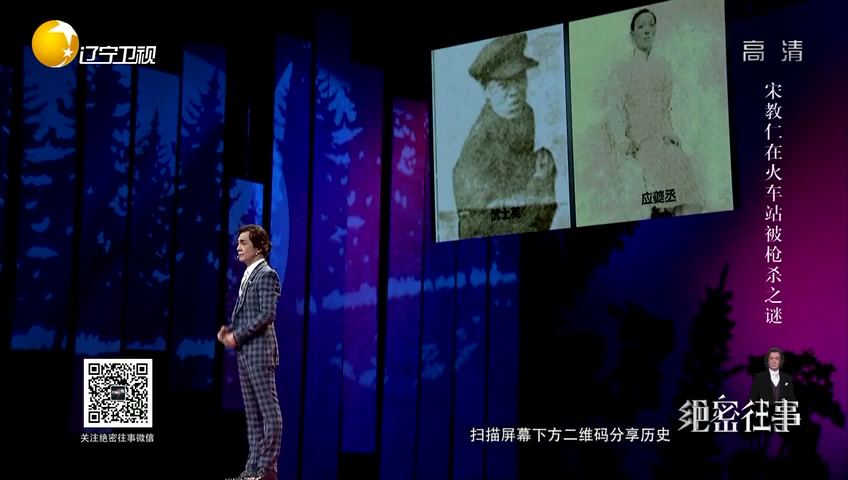 辽宁卫视
高清
宋教仁在火车站被枪杀之谜
武士英
应夔丞
关注绝密往事微信
扫描屏幕下方二维码分享历史
绝密往事